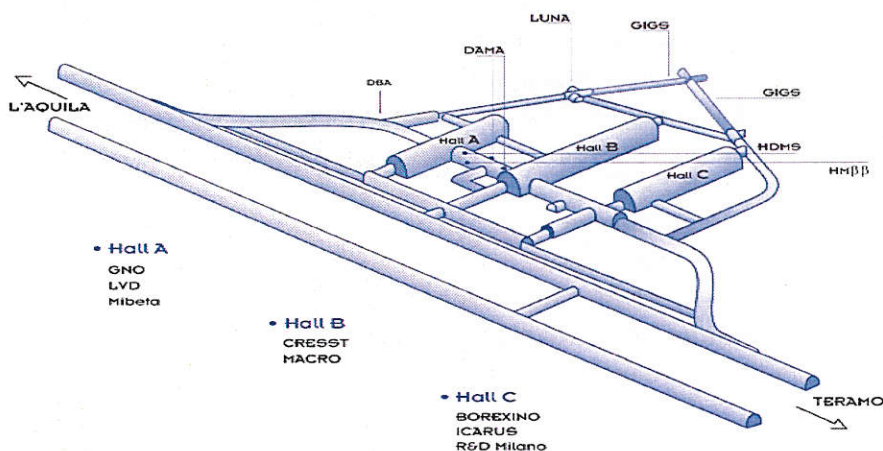 LUNA
GIGS
DAMA
DBA
L'AQUILA
GIGS
Hall A
Hall B
HDMS
HMββ
Hall C
• Hall A
GNO
LVD
Mibeta
• Hall B
CRESST
MACRO
• Hall C
BOREXINO
ICARUS
R&D Milano
TERAMO